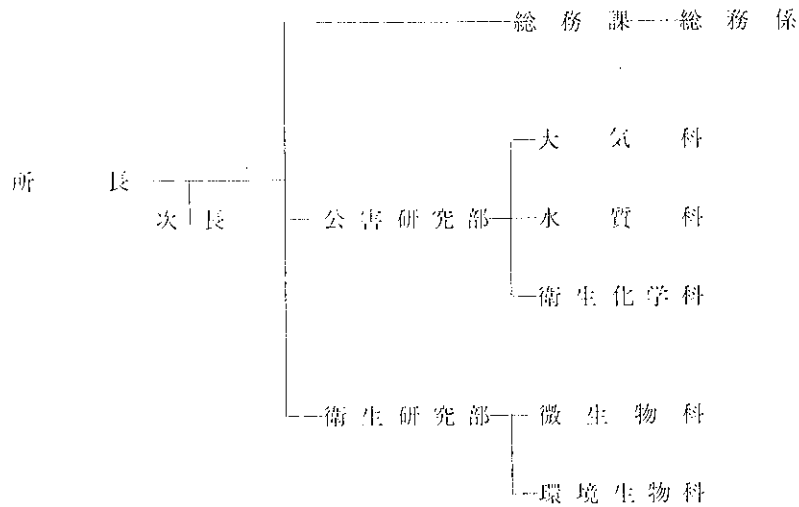 総務課 総務係
大気科
所長
次長 公害研究部 水質科
衛生化学科
衛生研究部 微生物科
環境生物科